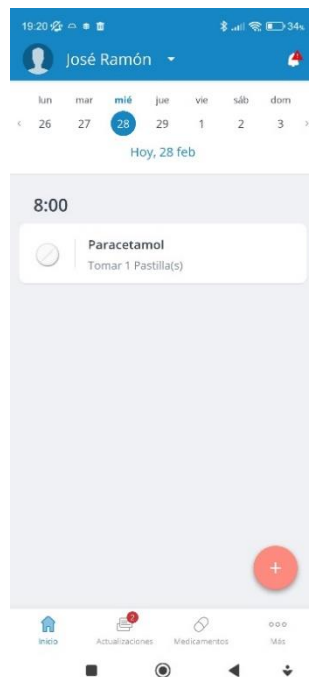 19:20 34%
José Ramón
lun mar mié jue vie sáb dom
26 27 28 29 1 2 3
Hoy, 28 feb
8:00
Paracetamol
Tomar 1 Pastilla(s)
+
2
Inicio Actualizaciones Medicamentos Más